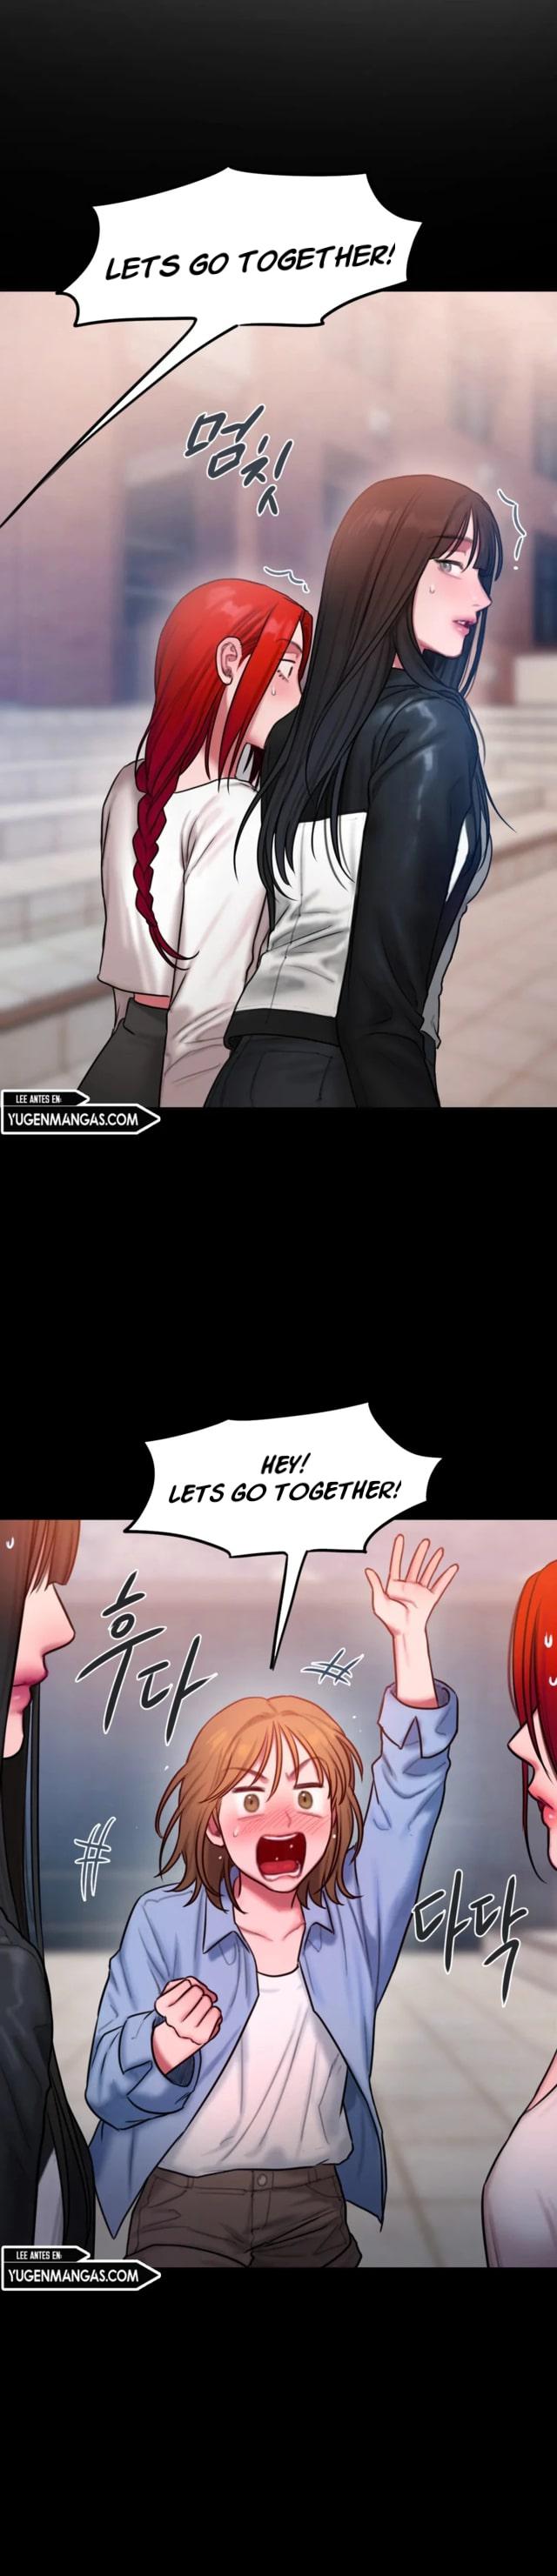 LETS GO TOGETHER!
멈칫
LEE ANTES EN:
YUGENMANGAS.COM
HEY!
LETS GO TOGETHER!
후다
다닥
LEE ANTES EN:
YUGENMANGAS.COM